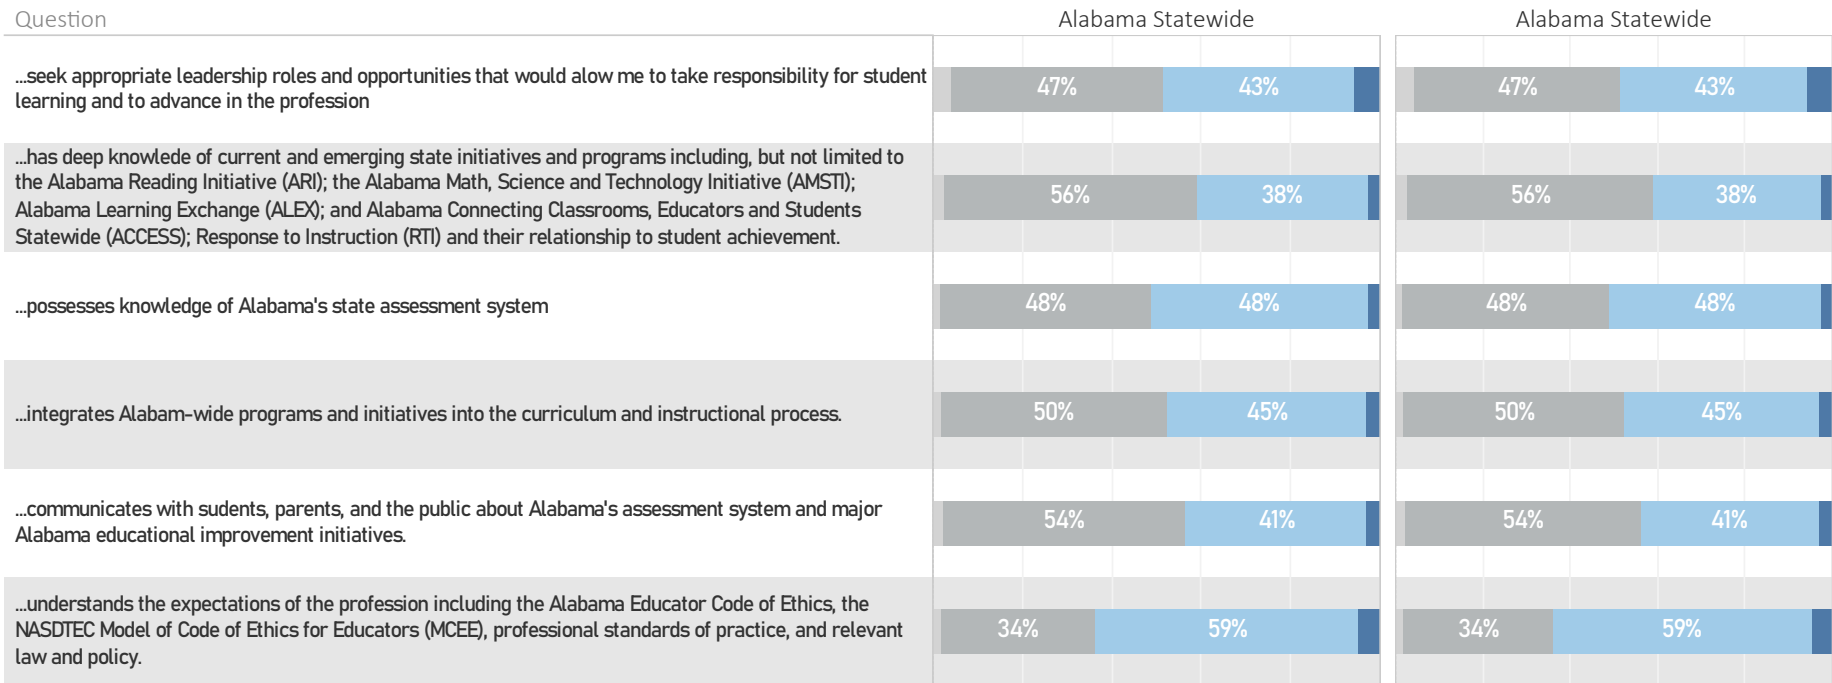 Question
Alabama Statewide
Alabama Statewide
...seek appropriate leadership roles and opportunities that would alow me to take responsibility for student
learning and to advance in the profession
47%
43%
47%
43%
...has deep knowlede of current and emerging state initiatives and programs including, but not limited to
the Alabama Reading Initiative (ARI); the Alabama Math, Science and Technology Initiative (AMSTI);
Alabama Learning Exchange (ALEX); and Alabama Connecting Classrooms, Educators and Students
Statewide (ACCESS); Response to Instruction (RTI) and their relationship to student achievement.
56%
38%
56%
38%
...possesses knowledge of Alabama's state assessment system
48%
48%
48%
48%
...integrates Alabam-wide programs and initiatives into the curriculum and instructional process.
50%
45%
50%
45%
...communicates with sudents, parents, and the public about Alabama's assessment system and major
Alabama educational improvement initiatives.
54%
41%
54%
41%
...understands the expectations of the profession including the Alabama Educator Code of Ethics, the
NASDTEC Model of Code of Ethics for Educators (MCEE), professional standards of practice, and relevant
law and policy.
34%
59%
34%
59%